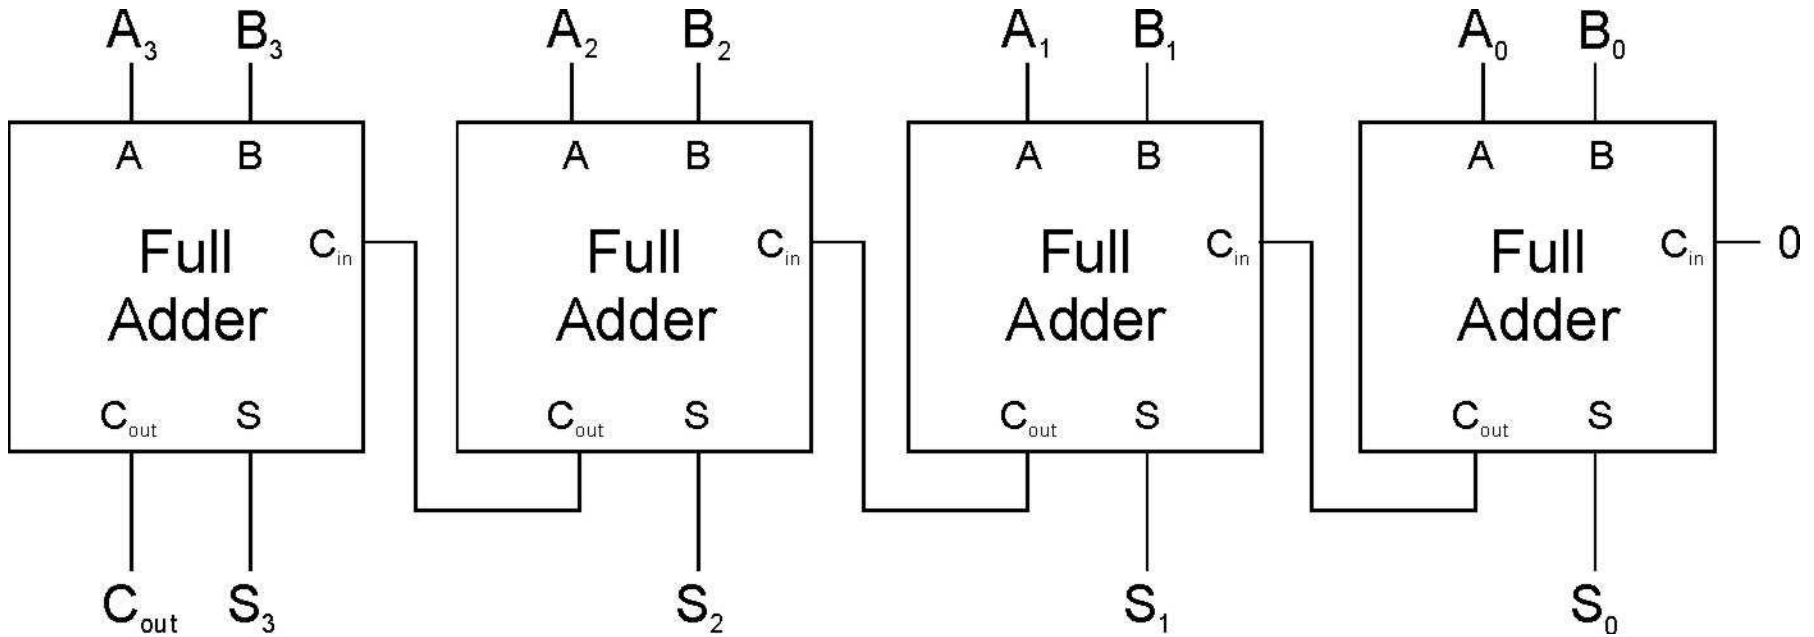 A₃ B₃ A₂ B₂ A₁ B₁ A₀ B₀
A B A B A B A B
Full Adder Cin Full Adder Cin Full Adder Cin Full Adder Cin 0
Cout S Cout S Cout S Cout S
Cout S₃ S₂ S₁ S₀